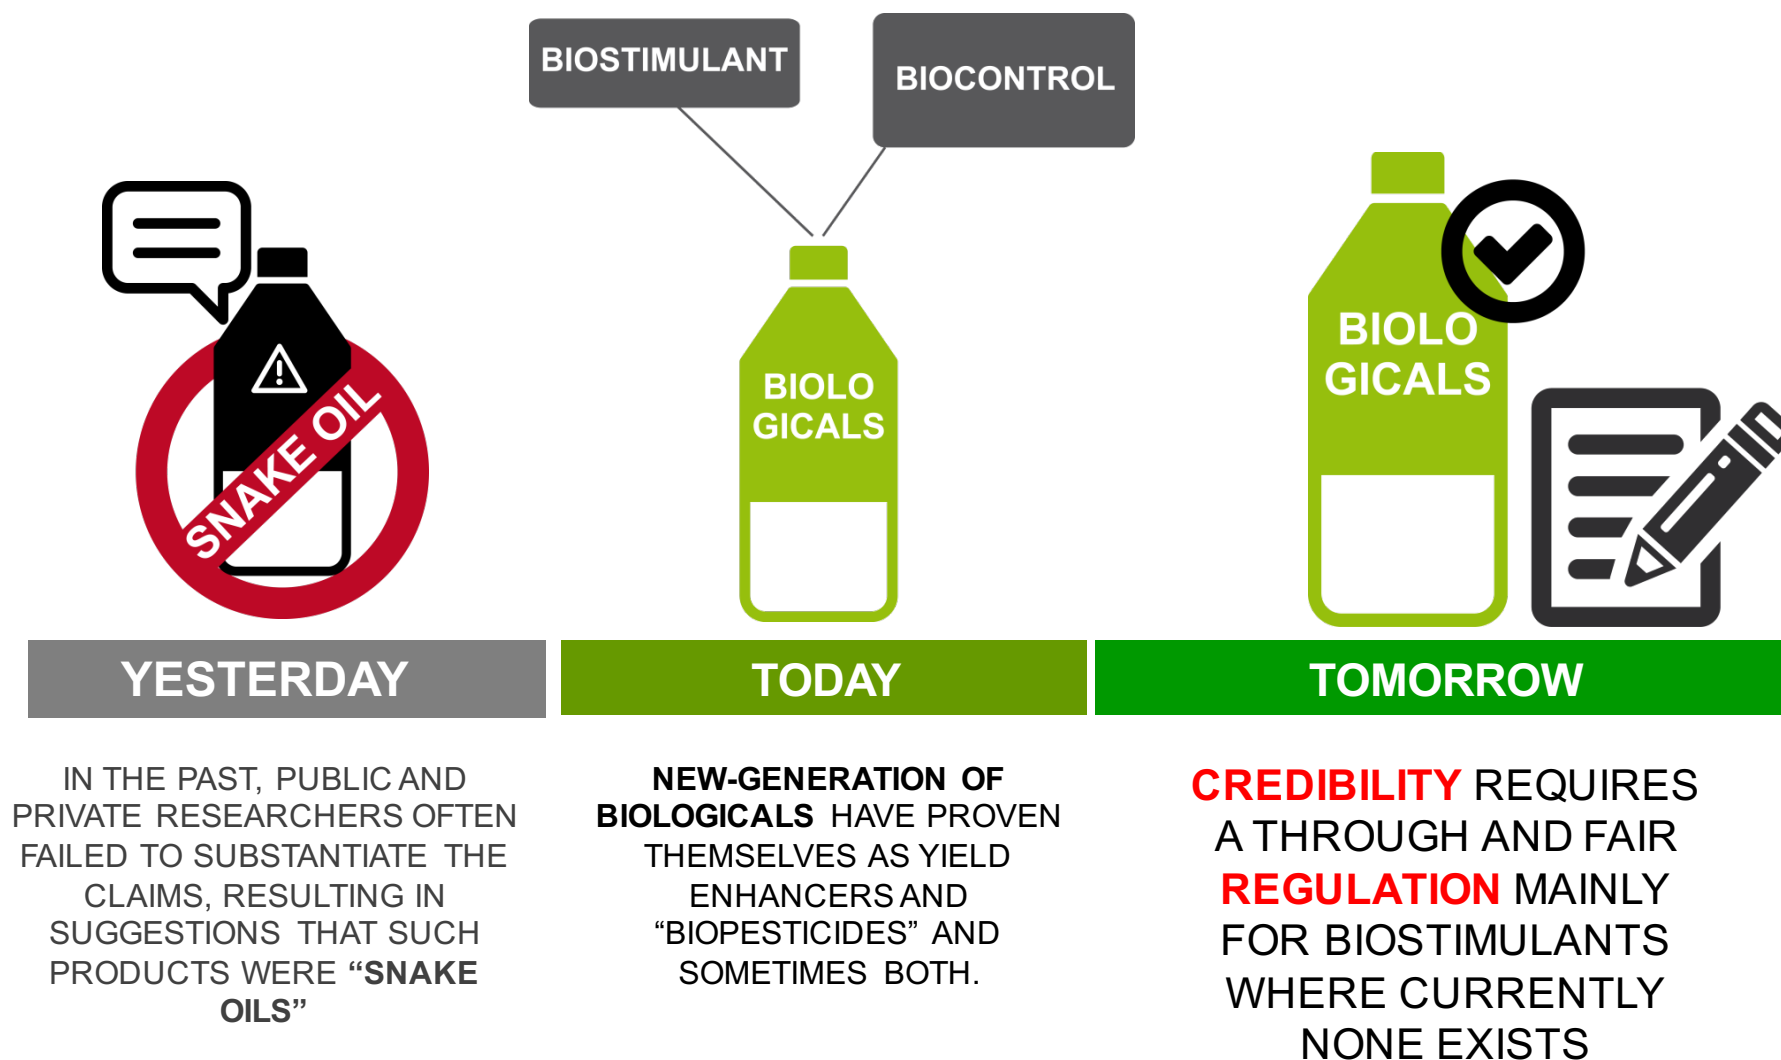 BIOSTIMULANT
BIOCONTROL
SNAKE OIL
BIOLO
GICALS
BIOLO
GICALS
YESTERDAY
TODAY
TOMORROW
IN THE PAST, PUBLIC AND
PRIVATE RESEARCHERS OFTEN
FAILED TO SUBSTANTIATE THE
CLAIMS, RESULTING IN
SUGGESTIONS THAT SUCH
PRODUCTS WERE “SNAKE
OILS”
NEW-GENERATION OF
BIOLOGICALS HAVE PROVEN
THEMSELVES AS YIELD
ENHANCERS AND
“BIOPESTICIDES” AND
SOMETIMES BOTH.
CREDIBILITY REQUIRES
A THROUGH AND FAIR
REGULATION MAINLY
FOR BIOSTIMULANTS
WHERE CURRENTLY
NONE EXISTS